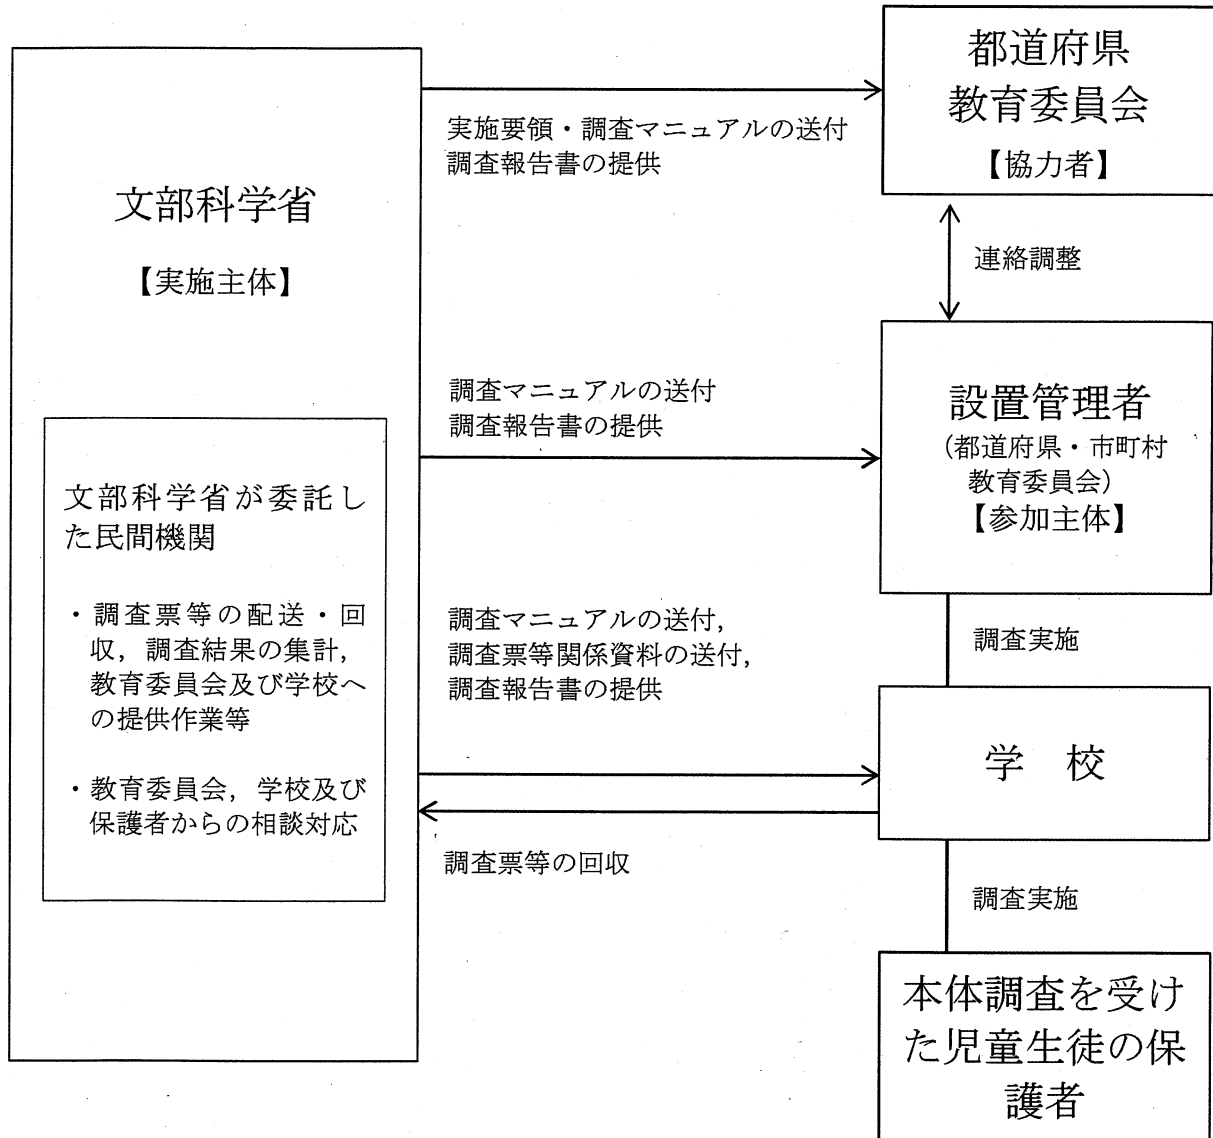 文部科学省
【実施主体】
文部科学省が委託し
た民間機関
・調査票等の配送・回
収，調査結果の集計，
教育委員会及び学校へ
の提供作業等
・教育委員会，学校及び
保護者からの相談対応
実施要領・調査マニュアルの送付
調査報告書の提供
調査マニュアルの送付
調査報告書の提供
調査マニュアルの送付，
調査票等関係資料の送付，
調査報告書の提供
調査票等の回収
都道府県
教育委員会
【協力者】
連絡調整
設置管理者
（都道府県・市町村
教育委員会）
【参加主体】
調査実施
学　校
調査実施
本体調査を受け
た児童生徒の保
護者